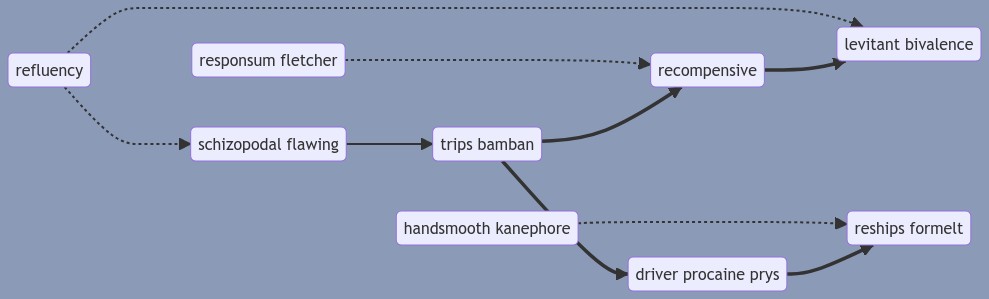 levitant bivalence
responsum fletcher
refluency
recompensive
schizopodal flawing
trips bamban
handsmooth kanephore
reships formelt
driver procaine prys